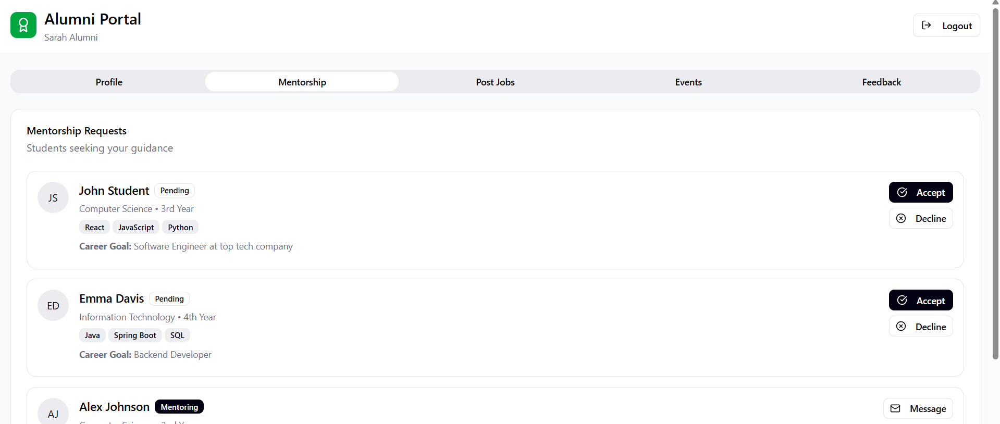 Alumni Portal
Sarah Alumni
Logout
Profile Mentorship Post Jobs Events Feedback
Mentorship Requests
Students seeking your guidance
JS
John Student Pending
Computer Science • 3rd Year
React JavaScript Python
Career Goal: Software Engineer at top tech company
Accept
Decline
ED
Emma Davis Pending
Information Technology • 4th Year
Java Spring Boot SQL
Career Goal: Backend Developer
Accept
Decline
AJ
Alex Johnson Mentoring
Message